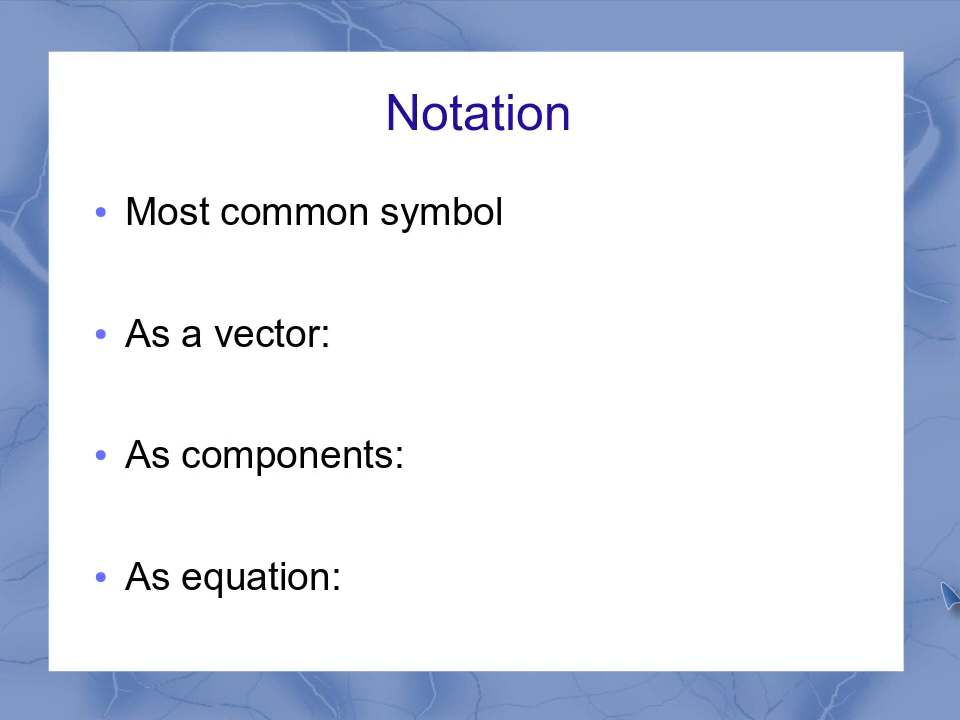 Notation
• Most common symbol
• As a vector:
• As components:
• As equation: